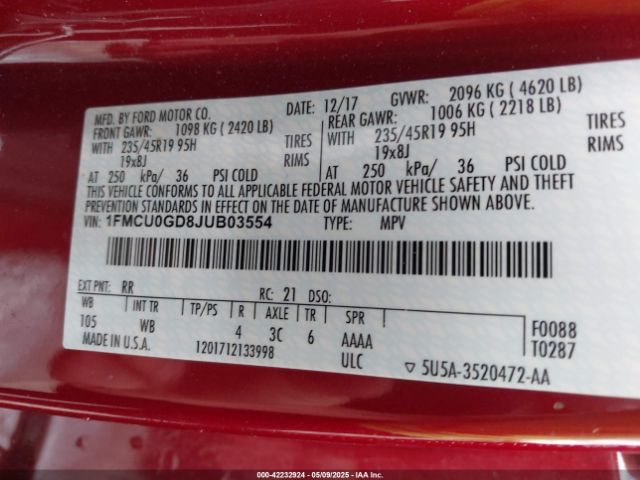 MFD. BY FORD MOTOR CO. DATE: 12/17 GVWR: 2096 KG ( 4620 LB)
FRONT GAWR: 1098 KG ( 2420 LB) REAR GAWR: 1006 KG ( 2218 LB)
WITH 235/45R19 95H TIRES WITH 235/45R19 95H TIRES
19x8J RIMS 19x8J RIMS
AT 250 kPa/ 36 PSI COLD AT 250 kPa/ 36 PSI COLD
THIS VEHICLE CONFORMS TO ALL APPLICABLE FEDERAL MOTOR VEHICLE SAFETY AND THEFT
PREVENTION STANDARDS IN EFFECT ON THE DATE OF MANUFACTURE SHOWN ABOVE.
VIN: 1FMCU0GD8JUB03554 TYPE: MPV
EXT PNT: RR RC: 21 DSO:
WB INT TR TP/PS R AXLE TR SPR
105 WB 4 3C 6 AAAA
F0088
T0287
MADE IN U.S.A. 1201712133998 ULC ▽ 5U5A-3520472-AA
000-42232924 | 05/09/2025 | IAA Inc.